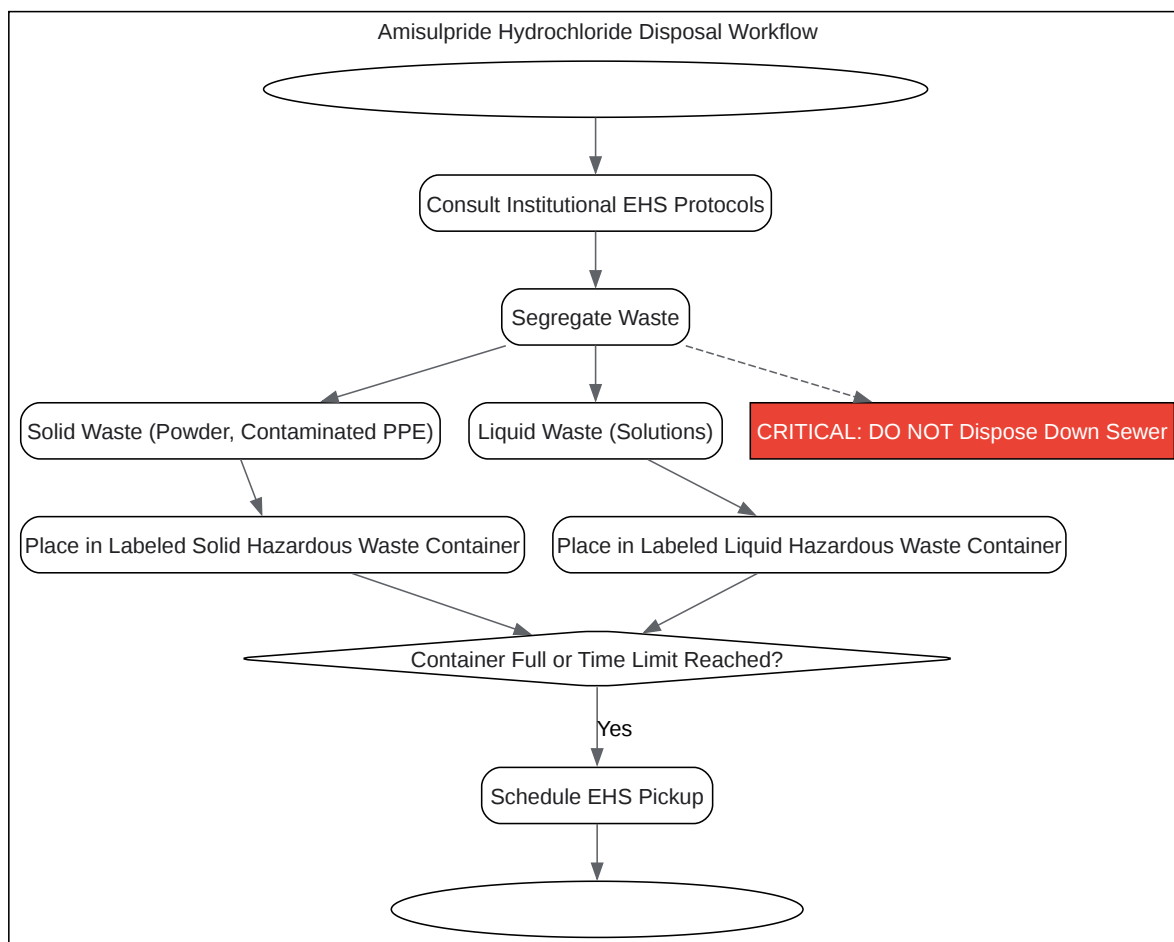 Amisulpride Hydrochloride Disposal Workflow
Consult Institutional EHS Protocols
Segregate Waste
Solid Waste (Powder, Contaminated PPE)
Liquid Waste (Solutions)
CRITICAL: DO NOT Dispose Down Sewer
Place in Labeled Solid Hazardous Waste Container
Place in Labeled Liquid Hazardous Waste Container
Container Full or Time Limit Reached?
Yes
Schedule EHS Pickup